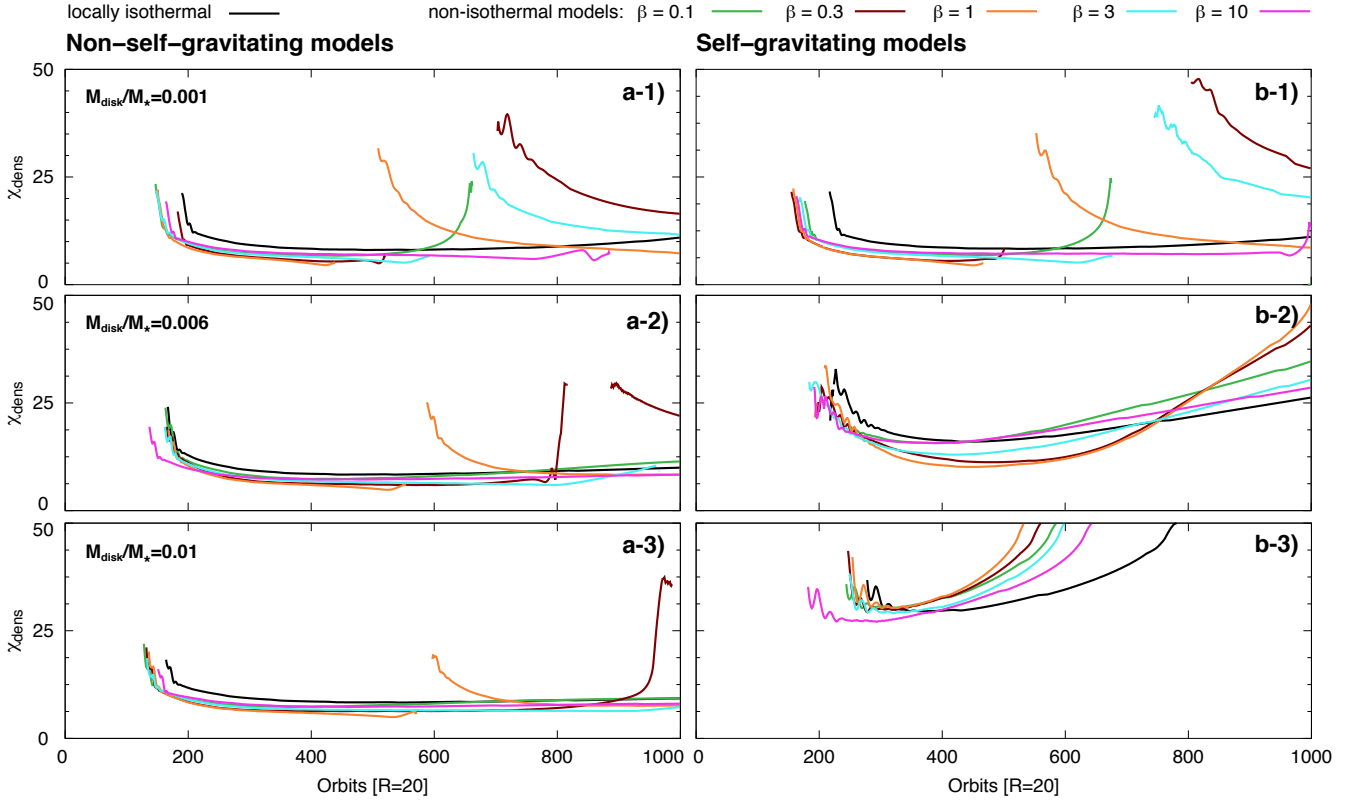 locally isothermal non-isothermal models: β = 0.1 β = 0.3 β = 1 β = 3 β = 10
Non-self-gravitating models Self-gravitating models
50 a-1) b-1)
M_disk/M_*=0.001
χ_dens 25
0
50 a-2) b-2)
M_disk/M_*=0.006
χ_dens 25
0
50 a-3) b-3)
M_disk/M_*=0.01
χ_dens 25
0
0 200 400 600 800 1000 0 200 400 600 800 1000
Orbits [R=20] Orbits [R=20]